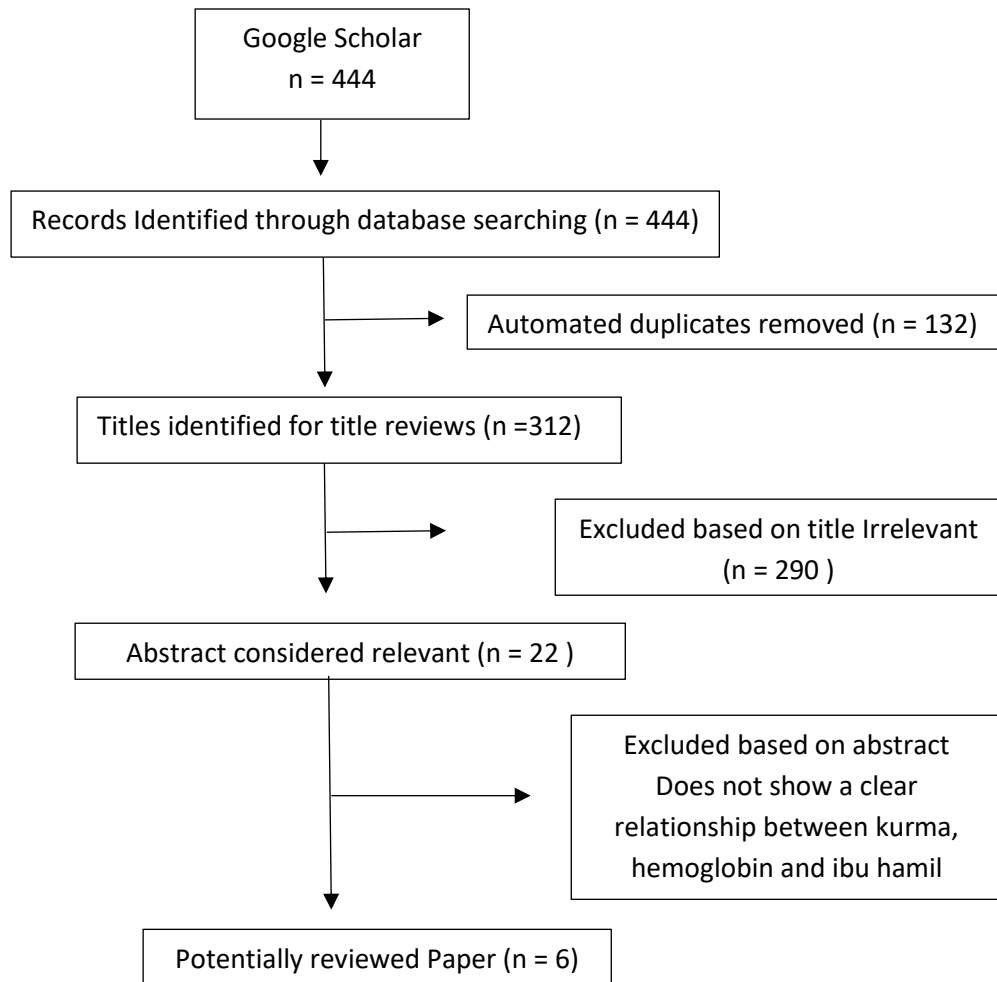 Google Scholar
n = 444
Records Identified through database searching (n = 444)
Automated duplicates removed (n = 132)
Titles identified for title reviews (n =312)
Excluded based on title Irrelevant
(n = 290 )
Abstract considered relevant (n = 22 )
Excluded based on abstract
Does not show a clear
relationship between kurma,
hemoglobin and ibu hamil
Potentially reviewed Paper (n = 6)